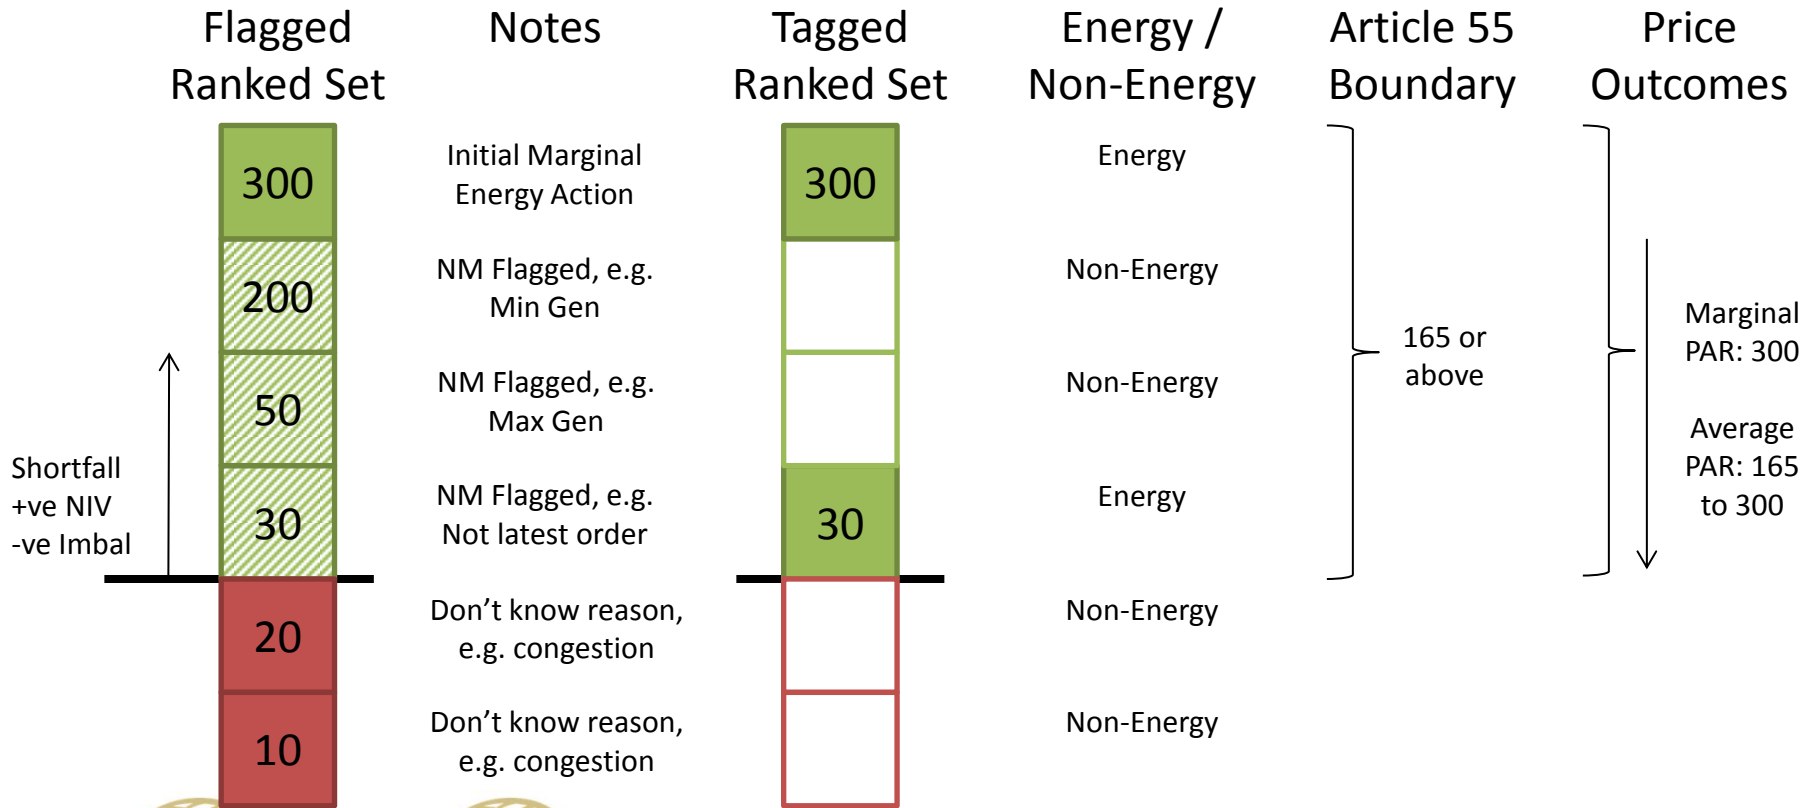 Flagged
Ranked Set
Notes
Tagged
Ranked Set
Energy /
Non-Energy
Article 55
Boundary
Price
Outcomes
300
Initial Marginal
Energy Action
300
Energy
200
NM Flagged, e.g.
Min Gen
Non-Energy
50
NM Flagged, e.g.
Max Gen
Non-Energy
30
NM Flagged, e.g.
Not latest order
30
Energy
20
Don’t know reason,
e.g. congestion
Non-Energy
10
Don’t know reason,
e.g. congestion
Non-Energy
Shortfall
+ve NIV
-ve Imbal
165 or
above
Marginal
PAR: 300
Average
PAR: 165
to 300